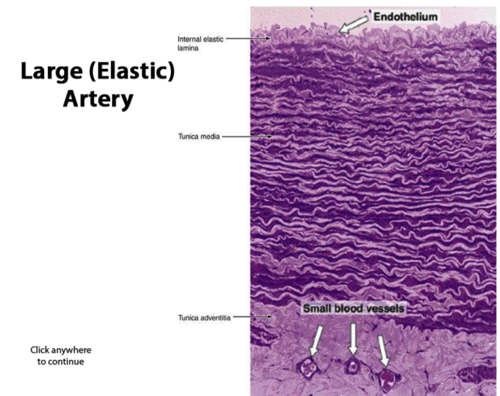 Endothelium
Internal elastic
lamina
Large (Elastic)
Artery
Tunica media
Small blood vessels
Tunica adventitia
Click anywhere
to continue